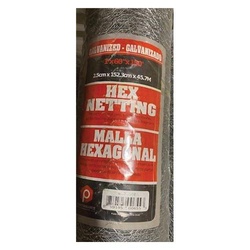 GALVANIZED - GALVANIZADO
2.5cm x 152.3cm x 45.7M
HEX
NETTING
MALLA
HEXAGONAL